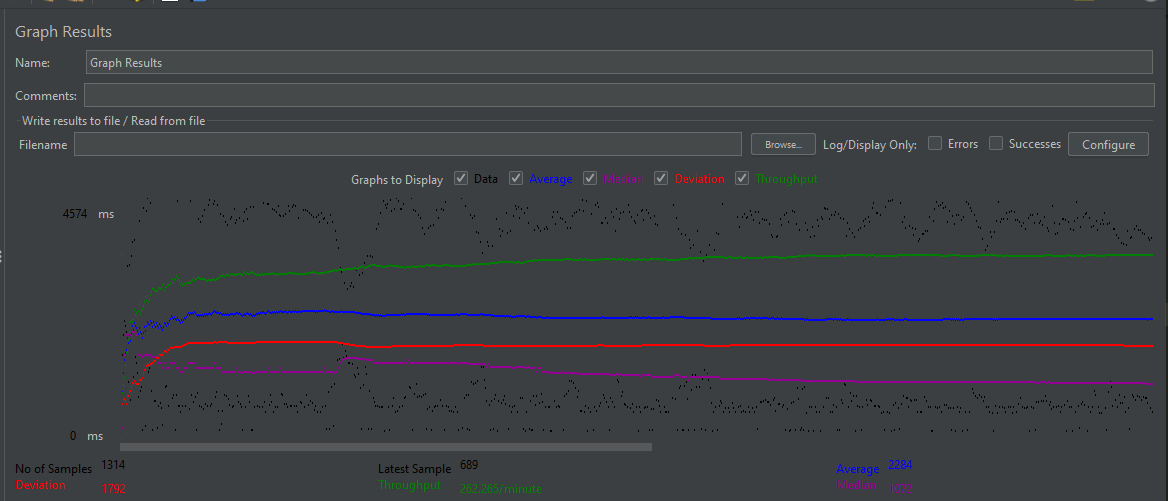 Graph Results
Name: Graph Results
Comments:
Write results to file / Read from file
Filename Browse... Log/Display Only: Errors Successes Configure
Graphs to Display Data Average Median Deviation Throughput
4574 ms
0 ms
No of Samples 1314 Latest Sample 689 Average 2284
Deviation 1792 Throughput 262.265/minute Median